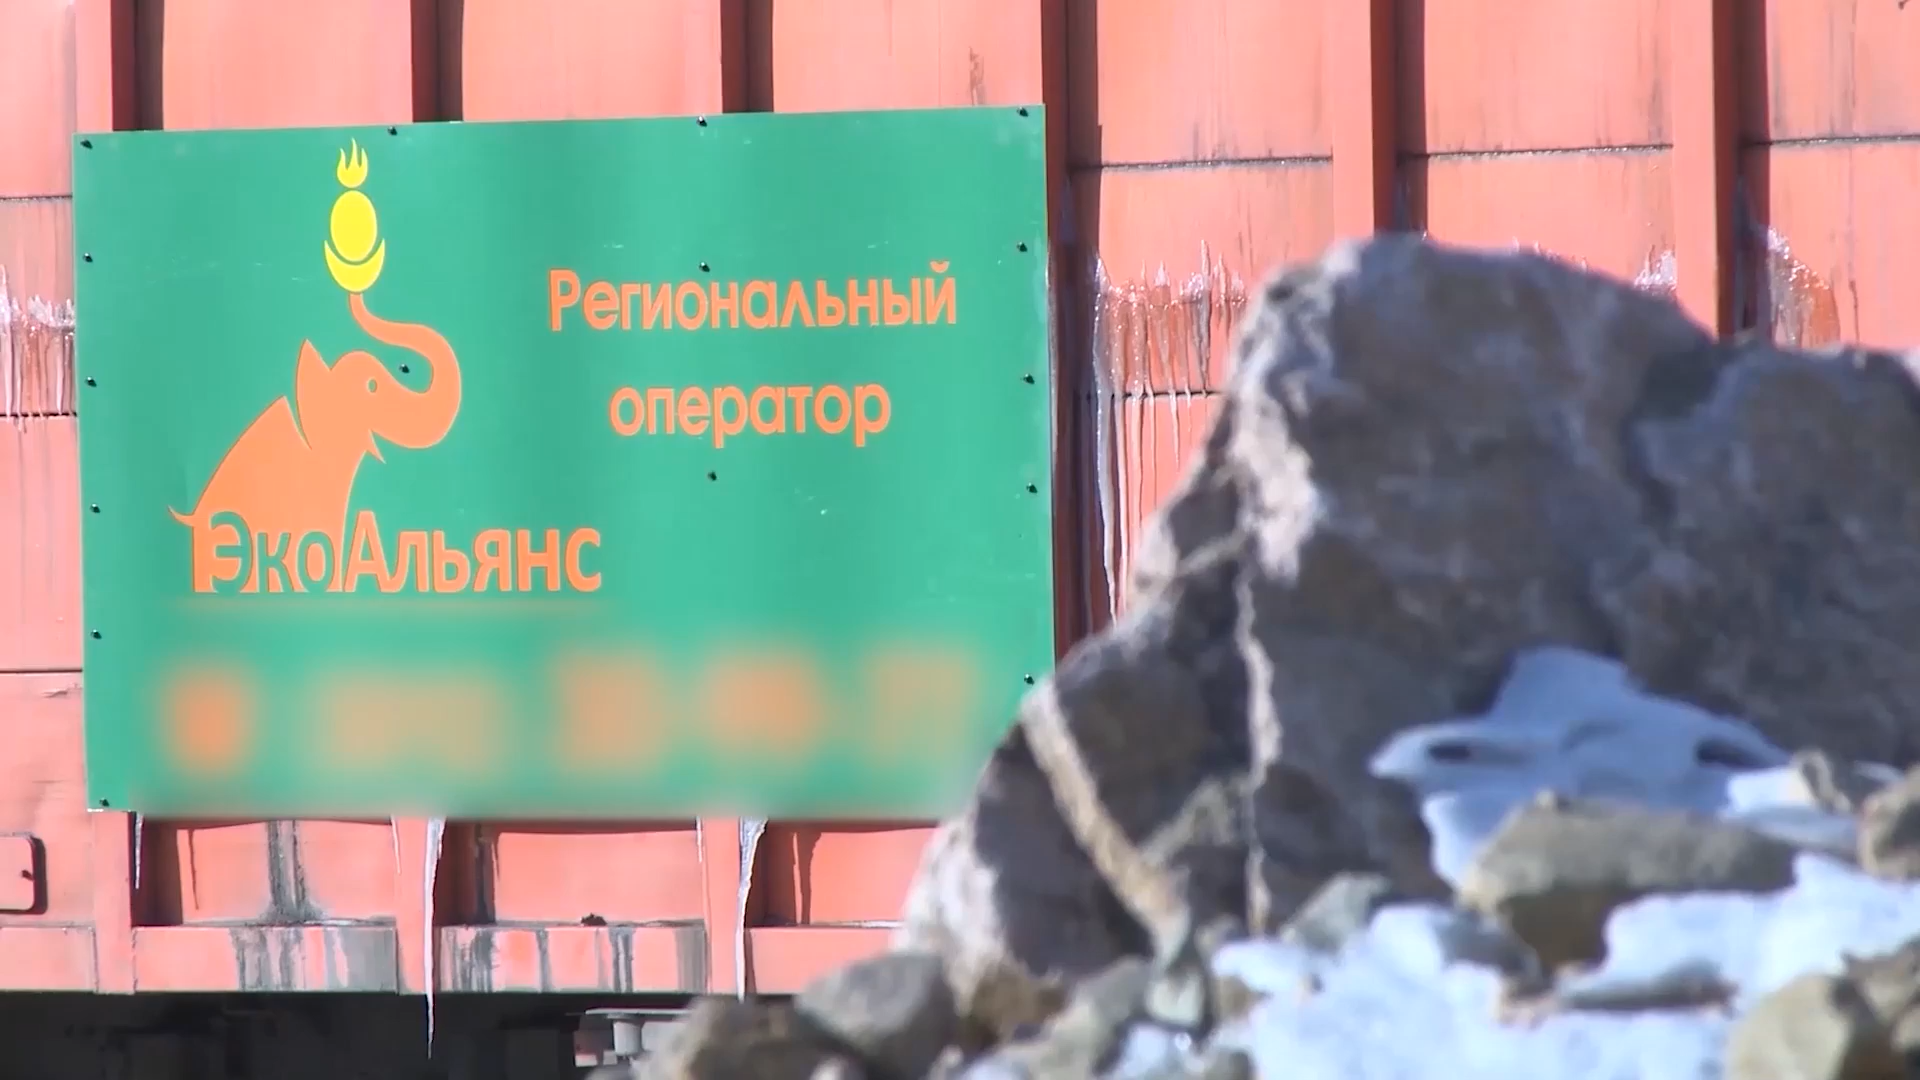 Региональный
оператор
ЭкоАльянс